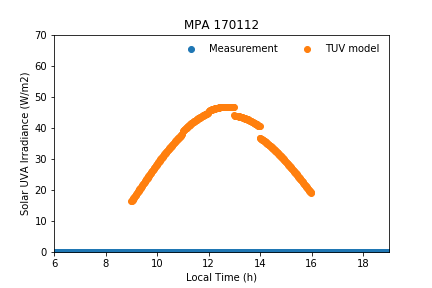 MPA 170112
Measurement TUV model
Solar UVA Irradiance (W/m2)
70
60
50
40
30
20
10
0
6 8 10 12 14 16 18
Local Time (h)